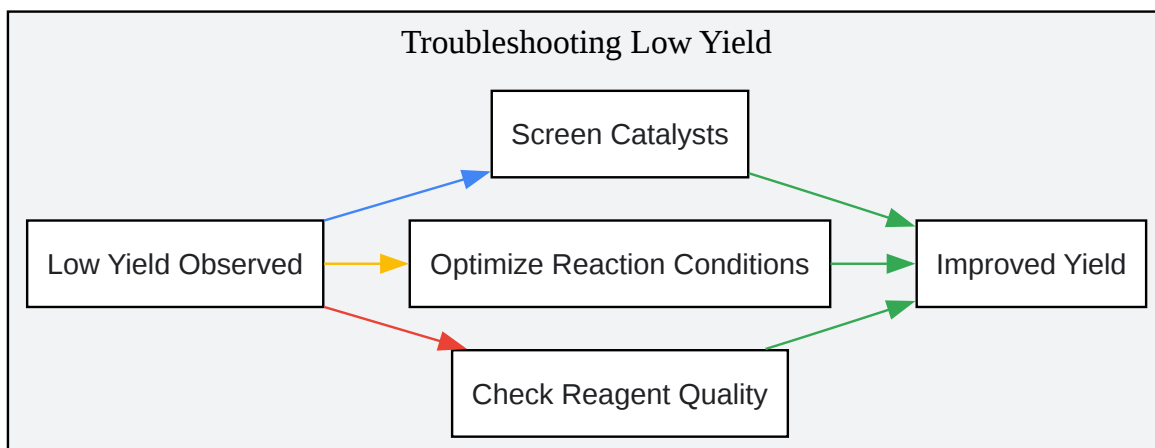 Troubleshooting Low Yield
Screen Catalysts
Low Yield Observed
Optimize Reaction Conditions
Improved Yield
Check Reagent Quality